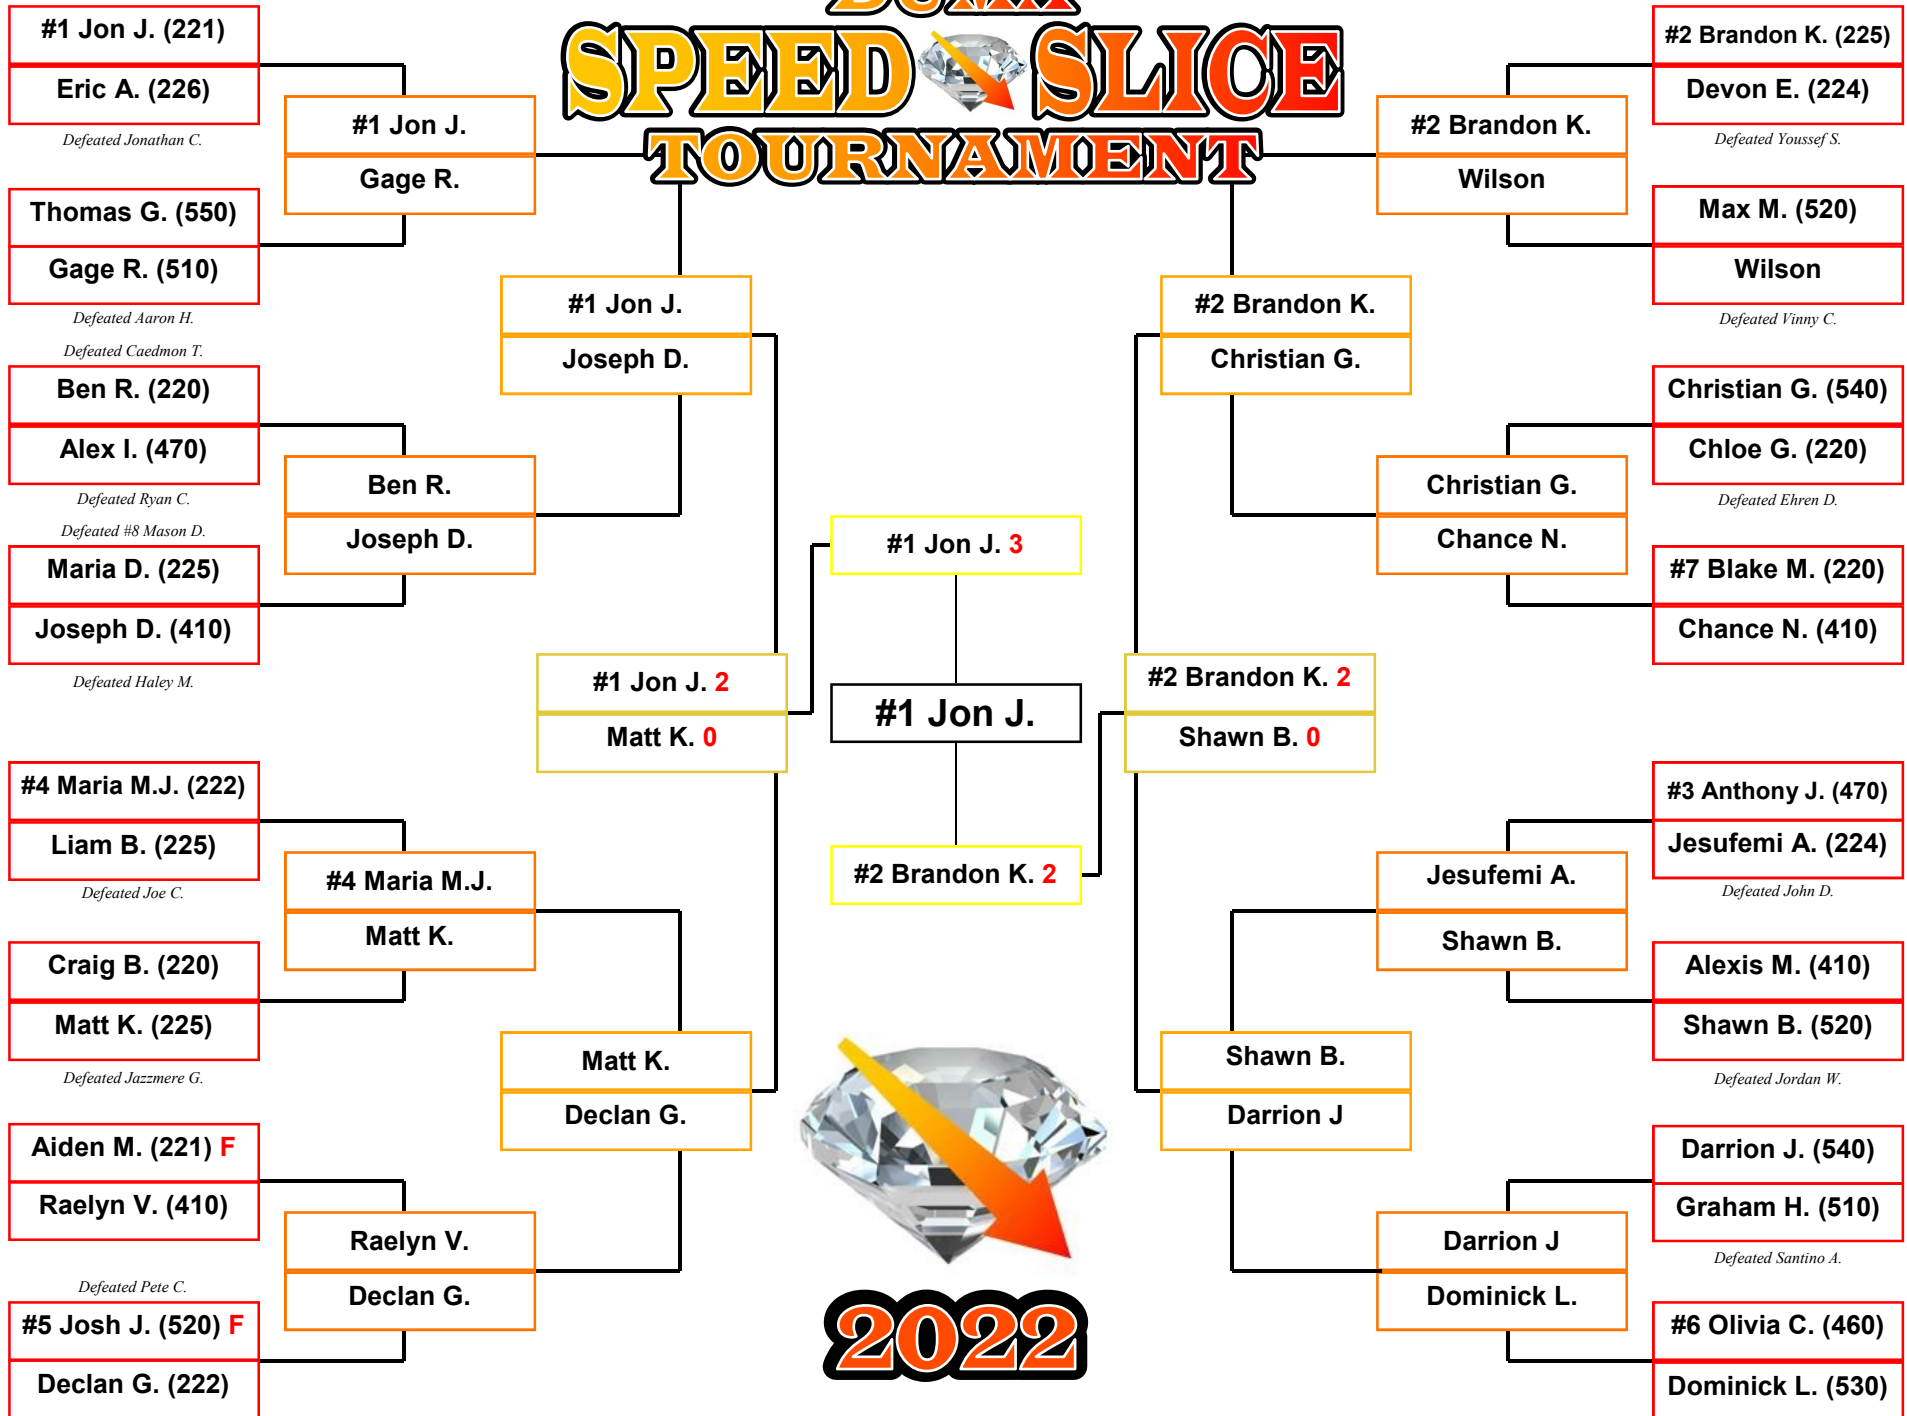 SPEED SLICE
TOURNAMENT
#1 Jon J. (221)
Eric A. (226)
Defeated Jonathan C.
Thomas G. (550)
Gage R. (510)
Defeated Aaron H.
Defeated Caedmon T.
Ben R. (220)
Alex I. (470)
Defeated Ryan C.
Defeated #8 Mason D.
Maria D. (225)
Joseph D. (410)
Defeated Haley M.
#4 Maria M.J. (222)
Liam B. (225)
Defeated Joe C.
Craig B. (220)
Matt K. (225)
Defeated Jazzmere G.
Aiden M. (221) F
Raelyn V. (410)
Defeated Pete C.
#5 Josh J. (520) F
Declan G. (222)
#1 Jon J.
Gage R.
Ben R.
Joseph D.
#4 Maria M.J.
Matt K.
Raelyn V.
Declan G.
#1 Jon J.
Joseph D.
Matt K.
Declan G.
#1 Jon J. 2
Matt K. 0
#1 Jon J. 3
#1 Jon J.
#2 Brandon K. 2
#2 Brandon K. 2
Shawn B. 0
#2 Brandon K.
Christian G.
Shawn B.
Darrion J
#2 Brandon K.
Wilson
Christian G.
Chance N.
Jesufemi A.
Shawn B.
Darrion J
Dominick L.
#2 Brandon K. (225)
Devon E. (224)
Defeated Youssef S.
Max M. (520)
Wilson
Defeated Vinny C.
Christian G. (540)
Chloe G. (220)
Defeated Ehren D.
#7 Blake M. (220)
Chance N. (410)
#3 Anthony J. (470)
Jesufemi A. (224)
Defeated John D.
Alexis M. (410)
Shawn B. (520)
Defeated Jordan W.
Darrion J. (540)
Graham H. (510)
Defeated Santino A.
#6 Olivia C. (460)
Dominick L. (530)
2022